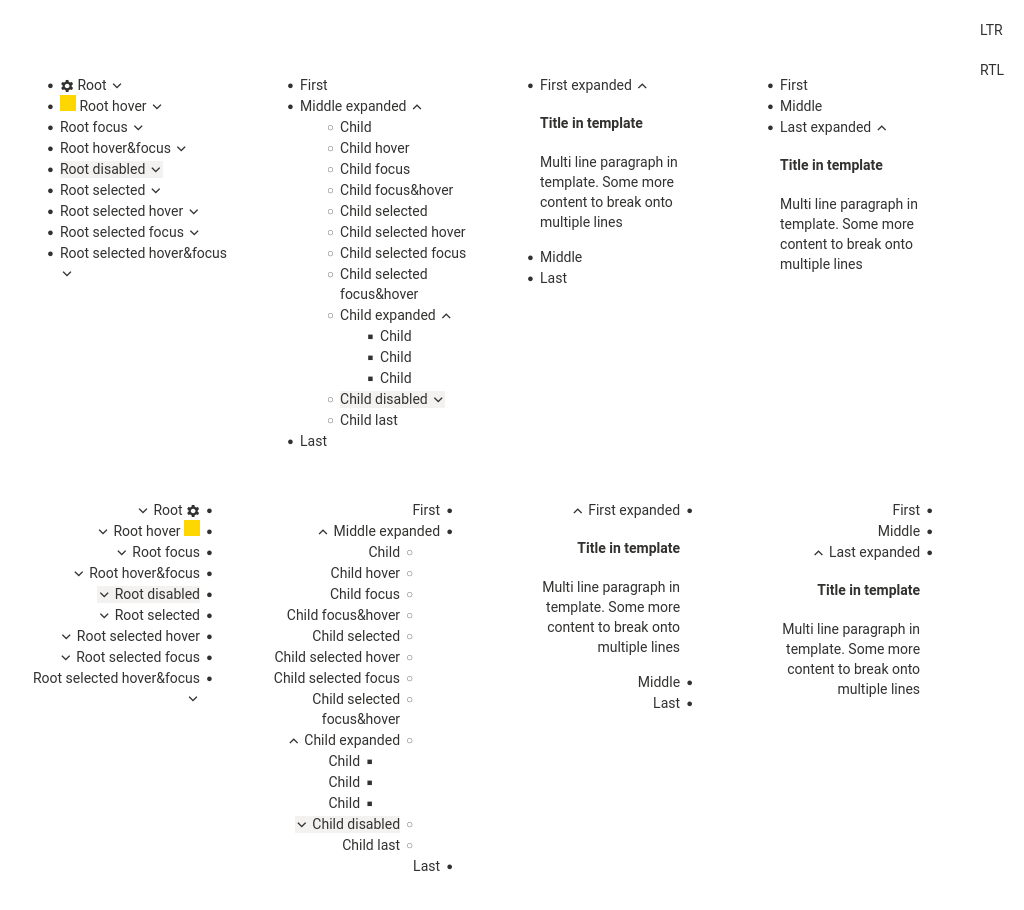 LTR
RTL
Root
Root hover
Root focus
Root hover&focus
Root disabled
Root selected
Root selected hover
Root selected focus
Root selected hover&focus
First
Middle expanded
Child
Child hover
Child focus
Child focus&hover
Child selected
Child selected hover
Child selected focus
Child selected
focus&hover
Child expanded
Child
Child
Child
Child disabled
Child last
Last
First expanded
Title in template
Multi line paragraph in
template. Some more
content to break onto
multiple lines
Middle
Last
First
Middle
Last expanded
Title in template
Multi line paragraph in
template. Some more
content to break onto
multiple lines
Root
Root hover
Root focus
Root hover&focus
Root disabled
Root selected
Root selected hover
Root selected focus
Root selected hover&focus
First
Middle expanded
Child
Child hover
Child focus
Child focus&hover
Child selected
Child selected hover
Child selected focus
Child selected
focus&hover
Child expanded
Child
Child
Child
Child disabled
Child last
Last
First expanded
Title in template
Multi line paragraph in
template. Some more
content to break onto
multiple lines
Middle
Last
First
Middle
Last expanded
Title in template
Multi line paragraph in
template. Some more
content to break onto
multiple lines